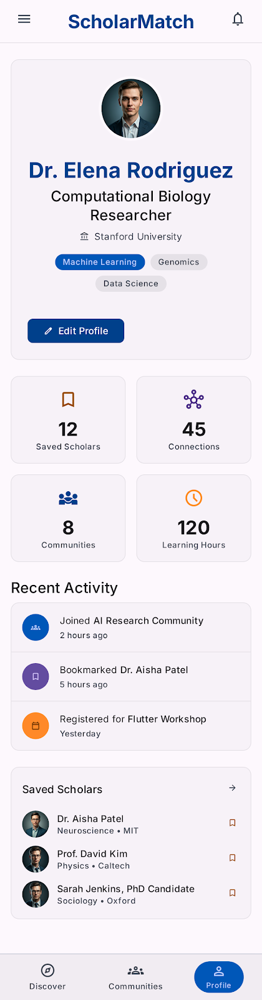 ScholarMatch
Dr. Elena Rodriguez
Computational Biology
Researcher
Stanford University
Machine Learning
Genomics
Data Science
Edit Profile
12
Saved Scholars
45
Connections
8
Communities
120
Learning Hours
Recent Activity
Joined AI Research Community
2 hours ago
Bookmarked Dr. Aisha Patel
5 hours ago
Registered for Flutter Workshop
Yesterday
Saved Scholars
Dr. Aisha Patel
Neuroscience • MIT
Prof. David Kim
Physics • Caltech
Sarah Jenkins, PhD Candidate
Sociology • Oxford
Discover
Communities
Profile